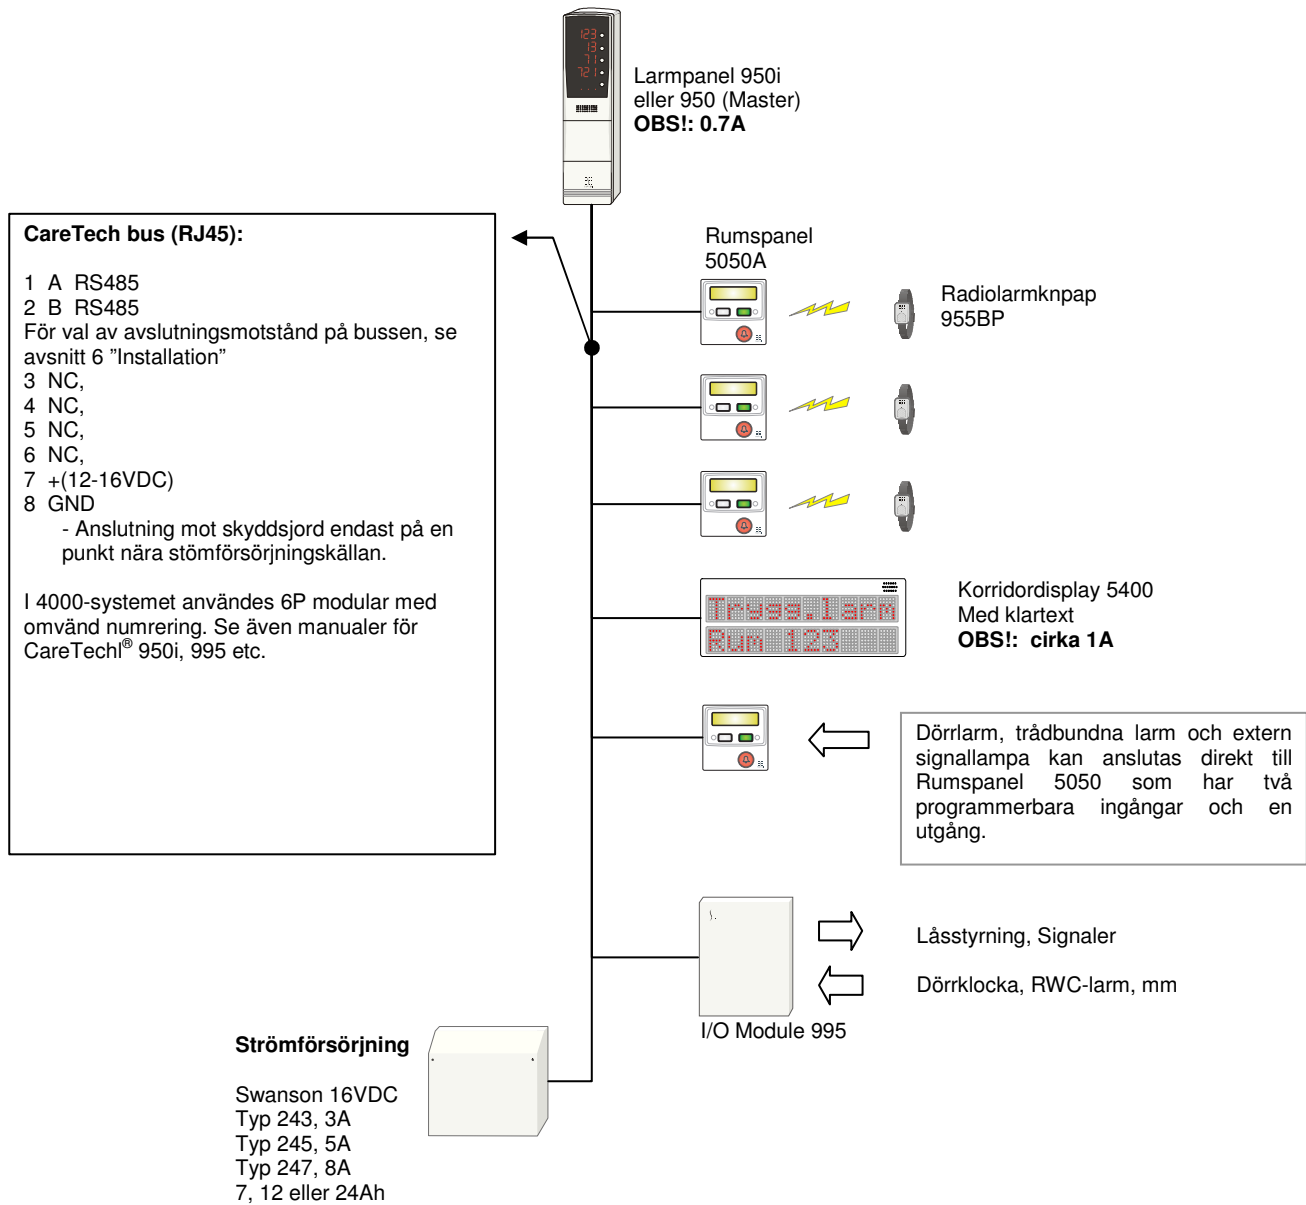 123
13
71
721
Larmpanel 950i
eller 950 (Master)
OBS!: 0.7A
CareTech bus (RJ45):
1 A RS485
2 B RS485
För val av avslutningsmotstånd på bussen, se
avsnitt 6 ”Installation”
3 NC,
4 NC,
5 NC,
6 NC,
7 +(12-16VDC)
8 GND
- Anslutning mot skyddsjord endast på en
punkt nära stömförsörjningskällan.
I 4000-systemet användes 6P modular med
omvänd numrering. Se även manualer för
CareTechl® 950i, 995 etc.
Rumspanel
5050A
Radiolarmknpap
955BP
Trygg.Larm
Rum 123
Korridordisplay 5400
Med klartext
OBS!: cirka 1A
Dörrlarm, trådbundna larm och extern
signallampa kan anslutas direkt till
Rumspanel 5050 som har två
programmerbara ingångar och en
utgång.
Låsstyrning, Signaler
Dörrklocka, RWC-larm, mm
I/O Module 995
Strömförsörjning
Swanson 16VDC
Typ 243, 3A
Typ 245, 5A
Typ 247, 8A
7, 12 eller 24Ah